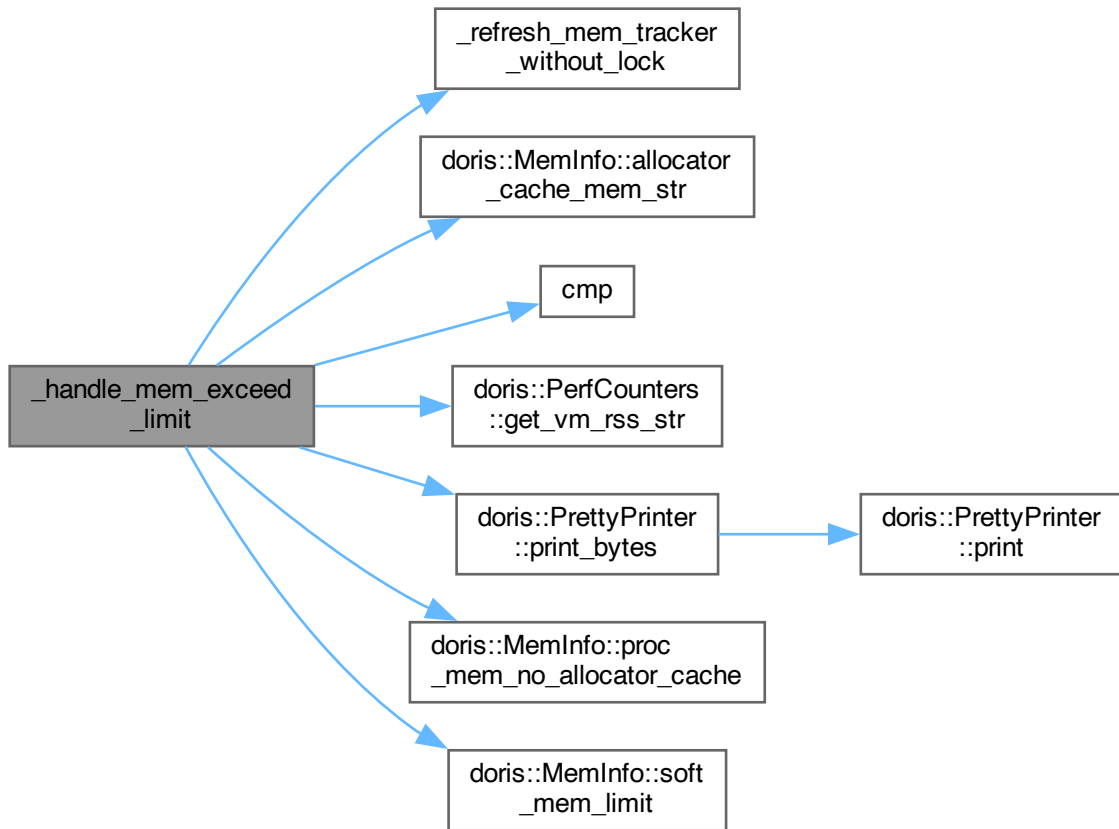 _refresh_mem_tracker
_without_lock
doris::MemInfo::allocator
_cache_mem_str
cmp
_handle_mem_exceed
_limit
doris::PerfCounters
::get_vm_rss_str
doris::PrettyPrinter
::print_bytes
doris::PrettyPrinter
::print
doris::MemInfo::proc
_mem_no_allocator_cache
doris::MemInfo::soft
_mem_limit